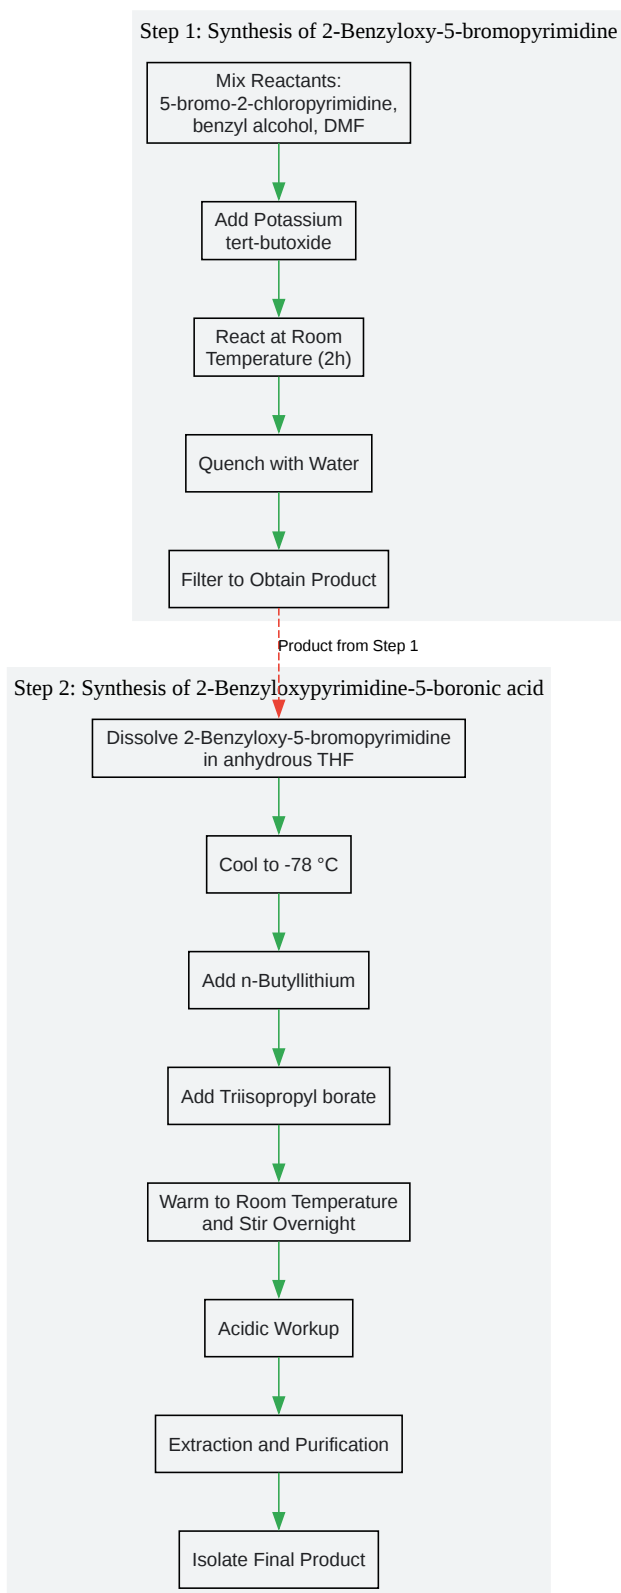 Step 1: Synthesis of 2-Benzyloxy-5-bromopyrimidine
Mix Reactants:
5-bromo-2-chloropyrimidine,
benzyl alcohol, DMF
Add Potassium
tert-butoxide
React at Room
Temperature (2h)
Quench with Water
Filter to Obtain Product
Product from Step 1
Step 2: Synthesis of 2-Benzyloxypyrimidine-5-boronic acid
Dissolve 2-Benzyloxy-5-bromopyrimidine
in anhydrous THF
Cool to -78 °C
Add n-Butyllithium
Add Triisopropyl borate
Warm to Room Temperature
and Stir Overnight
Acidic Workup
Extraction and Purification
Isolate Final Product